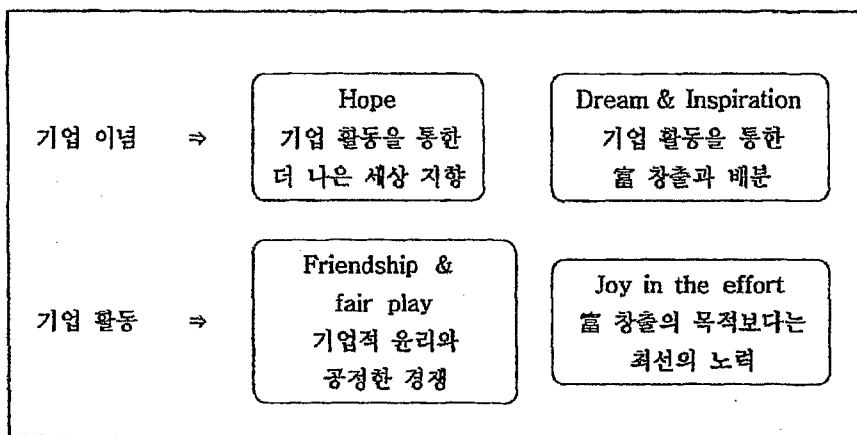 기업 이념 ⇒
Hope
기업 활동을 통한
더 나은 세상 지향
Dream & Inspiration
기업 활동을 통한
富 창출과 배분
기업 활동 ⇒
Friendship &
fair play
기업적 윤리와
공정한 경쟁
Joy in the effort
富 창출의 목적보다는
최선의 노력